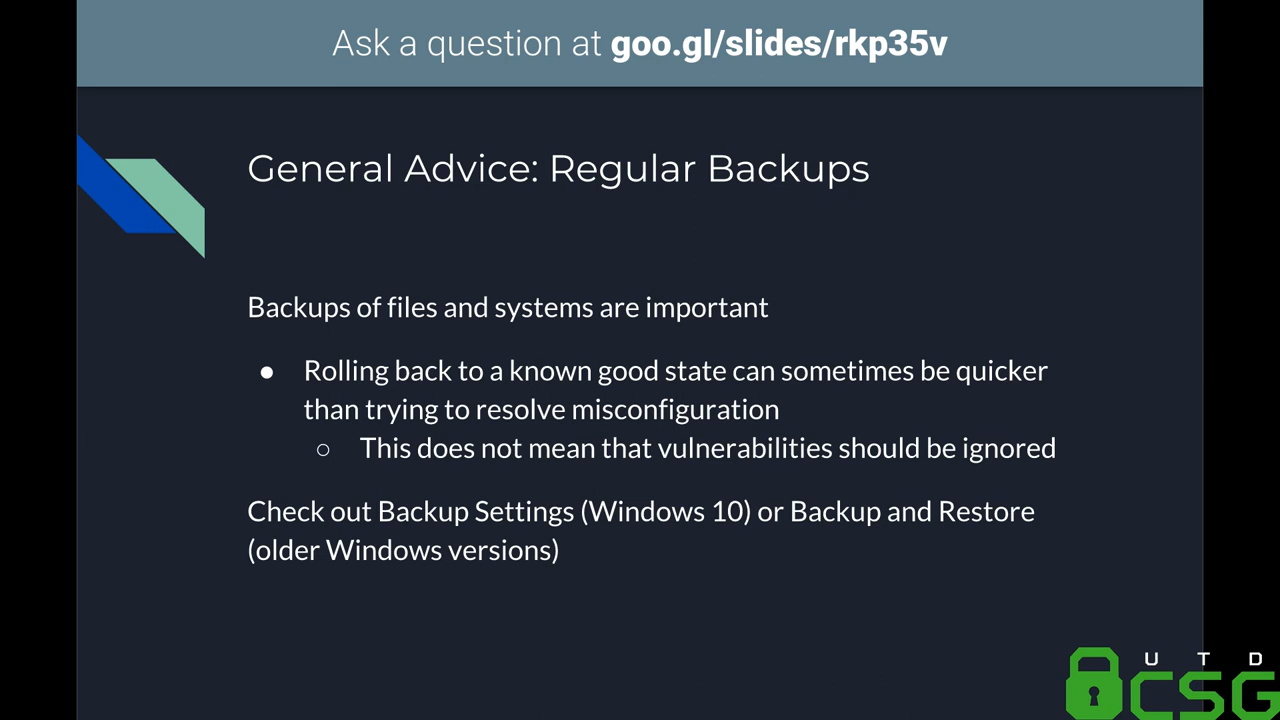 Ask a question at goo.gl/slides/rkp35v
General Advice: Regular Backups
Backups of files and systems are important
● Rolling back to a known good state can sometimes be quicker
than trying to resolve misconfiguration
○ This does not mean that vulnerabilities should be ignored
Check out Backup Settings (Windows 10) or Backup and Restore
(older Windows versions)
UTD
CSG